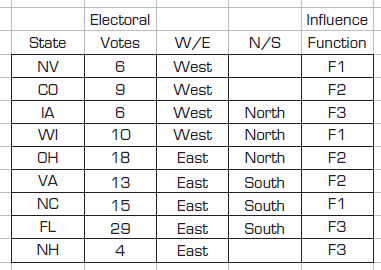 Electoral Influence
State Votes W/E N/S Function
NV 6 West F1
CO 9 West F2
IA 6 West North F3
WI 10 West North F1
OH 18 East North F2
VA 13 East South F2
NC 15 East South F1
FL 29 East South F3
NH 4 East F3